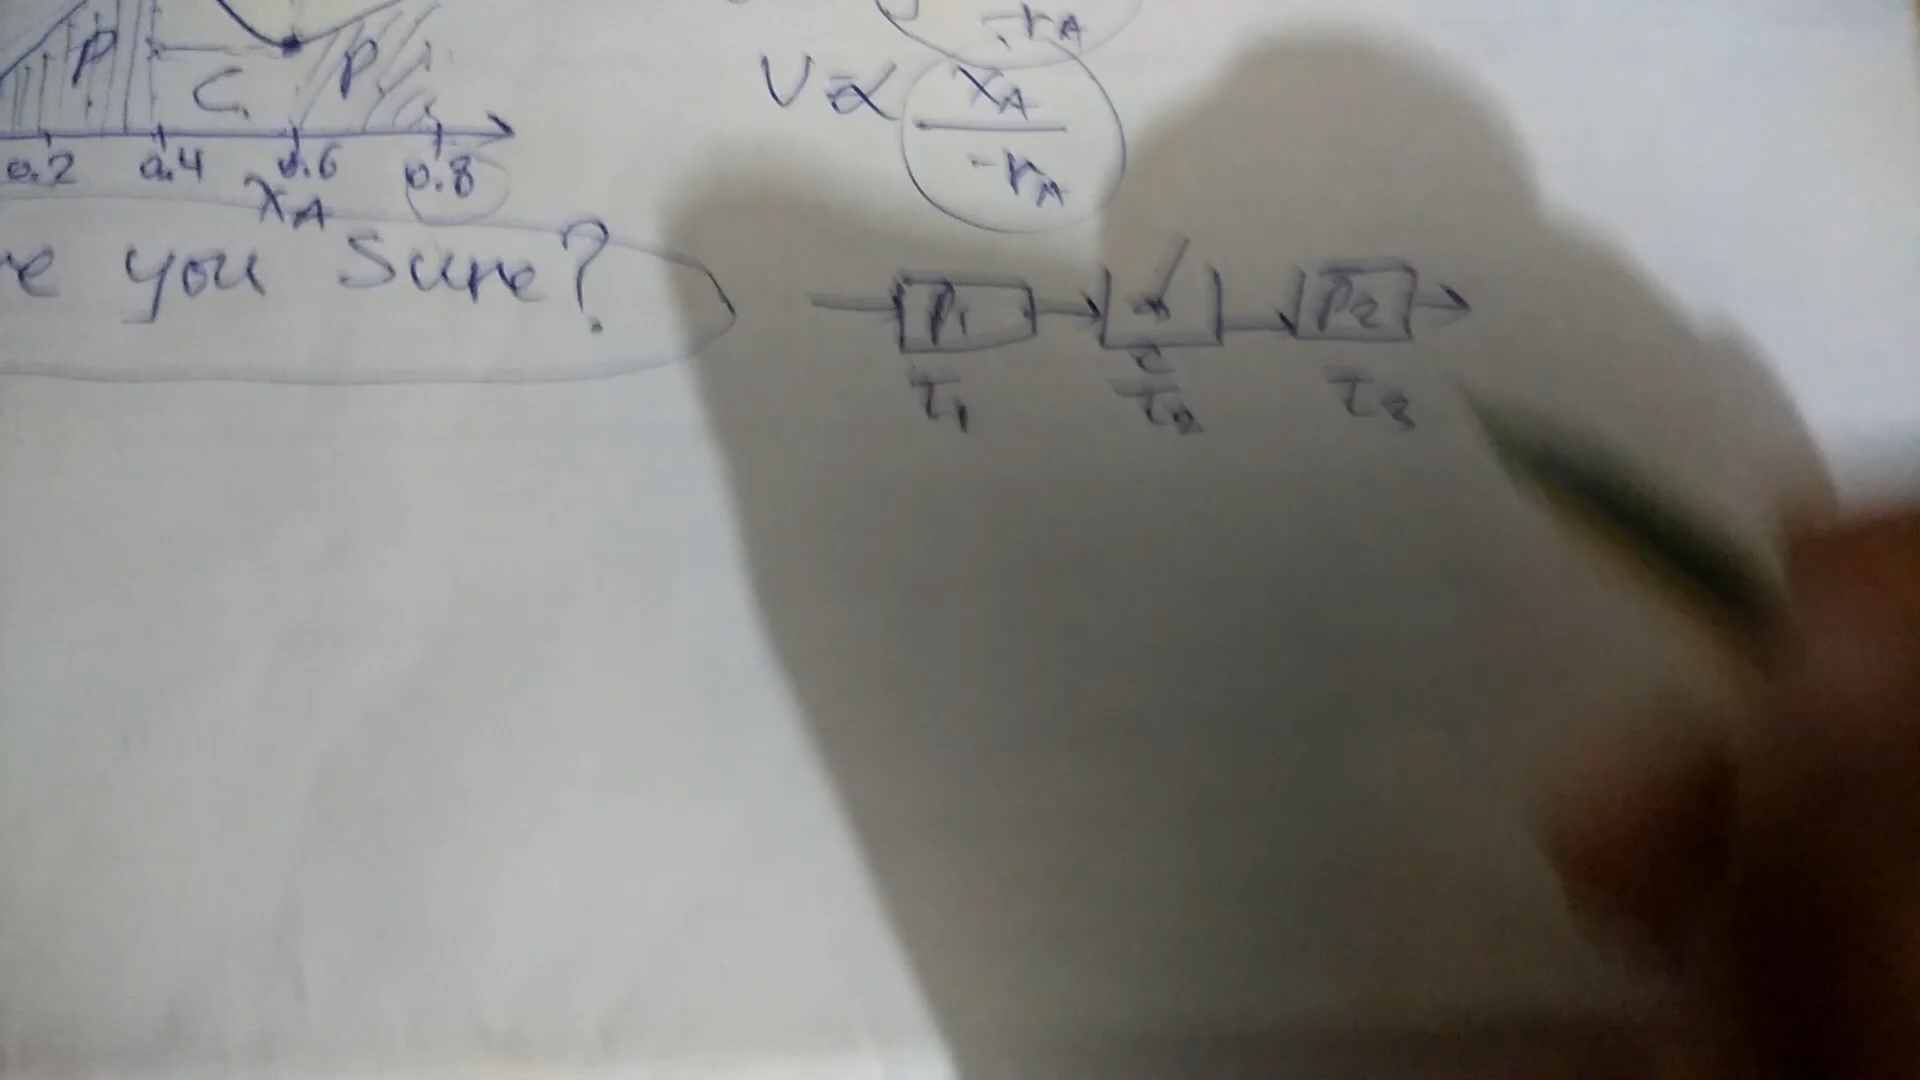 P P
C.
0.2 0.4 0.6 0.8
XA
-rA
V = α XA
-rA
re you Sure?
P1 P2
τ1 τ2 τ3